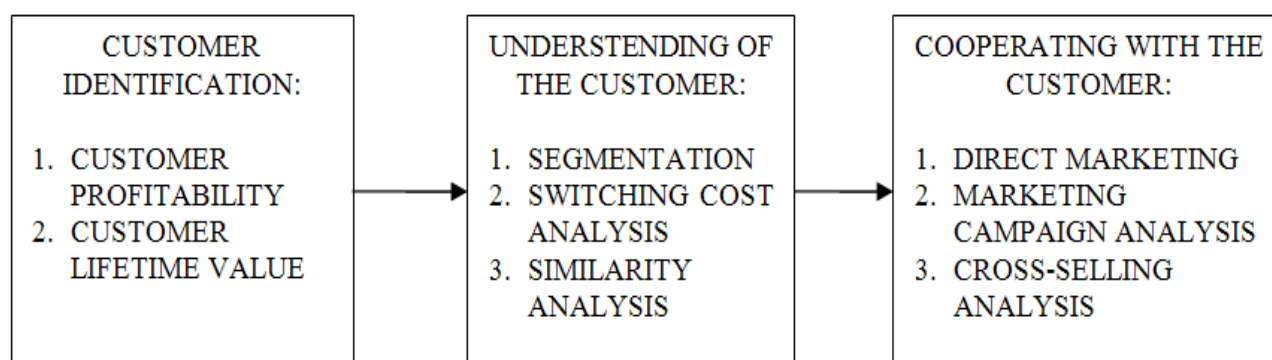 CUSTOMER
IDENTIFICATION:
1. CUSTOMER
PROFITABILITY
2. CUSTOMER
LIFETIME VALUE
UNDERSTENDING OF
THE CUSTOMER:
1. SEGMENTATION
2. SWITCHING COST
ANALYSIS
3. SIMILARITY
ANALYSIS
COOPERATING WITH THE
CUSTOMER:
1. DIRECT MARKETING
2. MARKETING
CAMPAIGN ANALYSIS
3. CROSS-SELLING
ANALYSIS